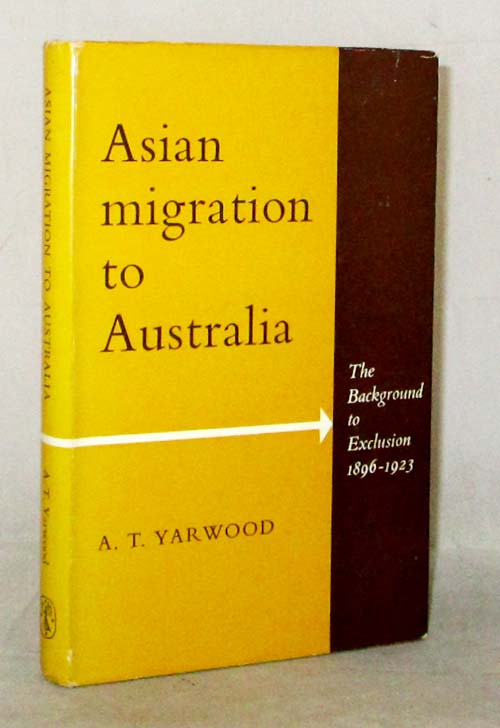 Asian
migration
to
Australia
The
Background
to
Exclusion
1896-1923
A. T. YARWOOD
ASIAN MIGRATION TO AUSTRALIA
A. T. Yarwood